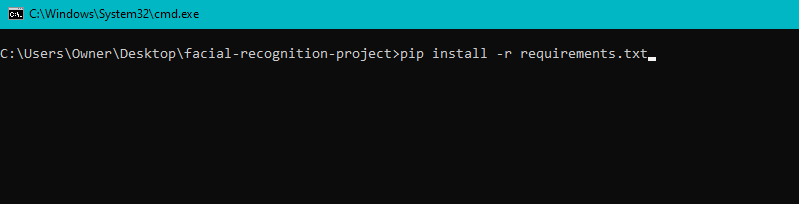 C:\Windows\System32\cmd.exe
C:\Users\Owner\Desktop\facial-recognition-project>pip install -r requirements.txt